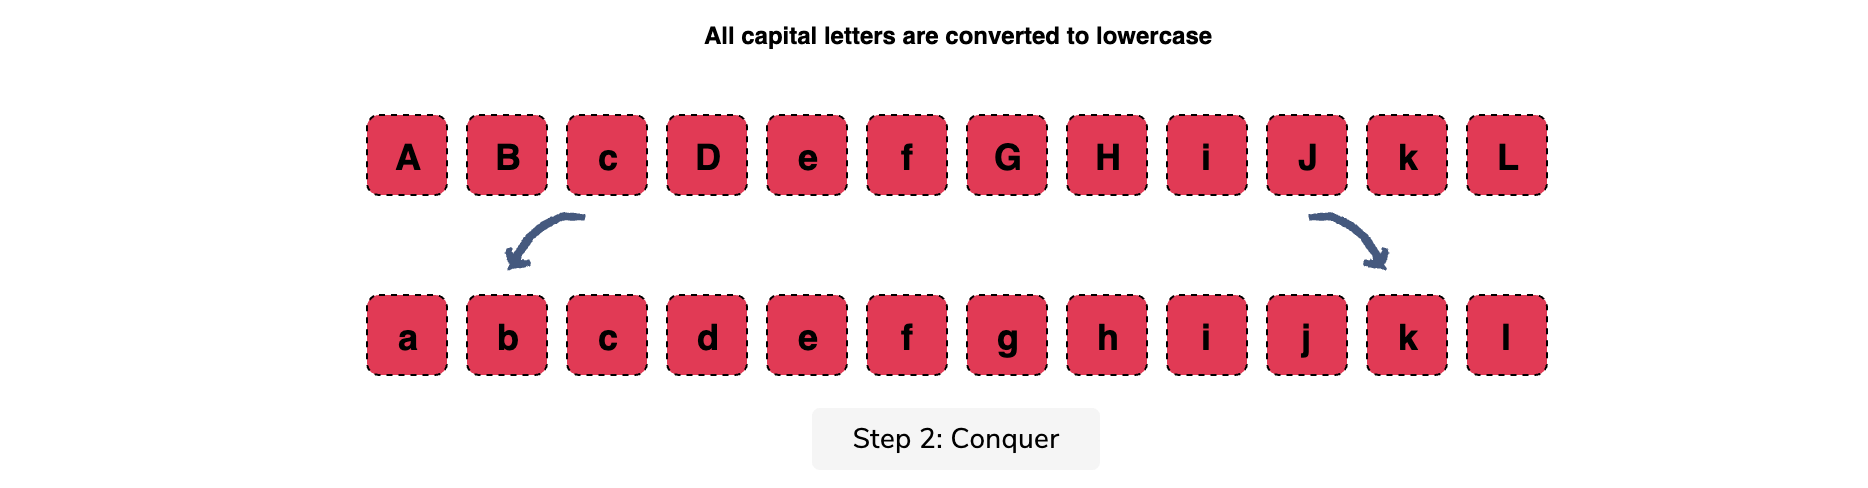 All capital letters are converted to lowercase
A B c D e f G H i J k L
a b c d e f g h i j k l
Step 2: Conquer